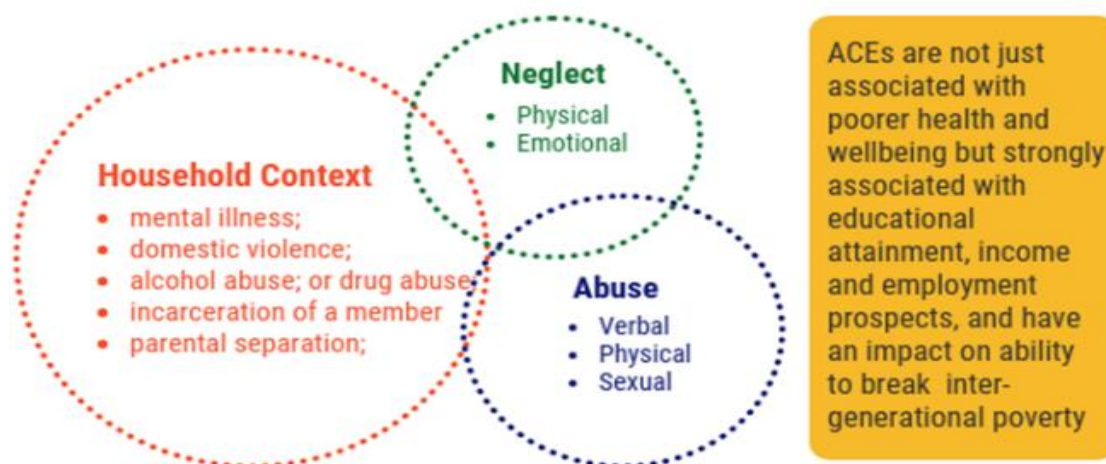 Neglect
• Physical
• Emotional
Household Context
• mental illness;
• domestic violence;
• alcohol abuse; or drug abuse;
• incarceration of a member
• parental separation;
Abuse
• Verbal
• Physical
• Sexual
ACEs are not just
associated with
poorer health and
wellbeing but strongly
associated with
educational
attainment, income
and employment
prospects, and have
an impact on ability
to break inter-
generational poverty